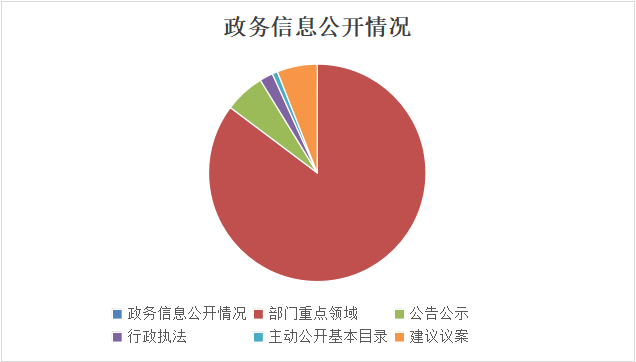 政务信息公开情况
政务信息公开情况 部门重点领域 公告公示
行政执法 主动公开基本目录 建议议案